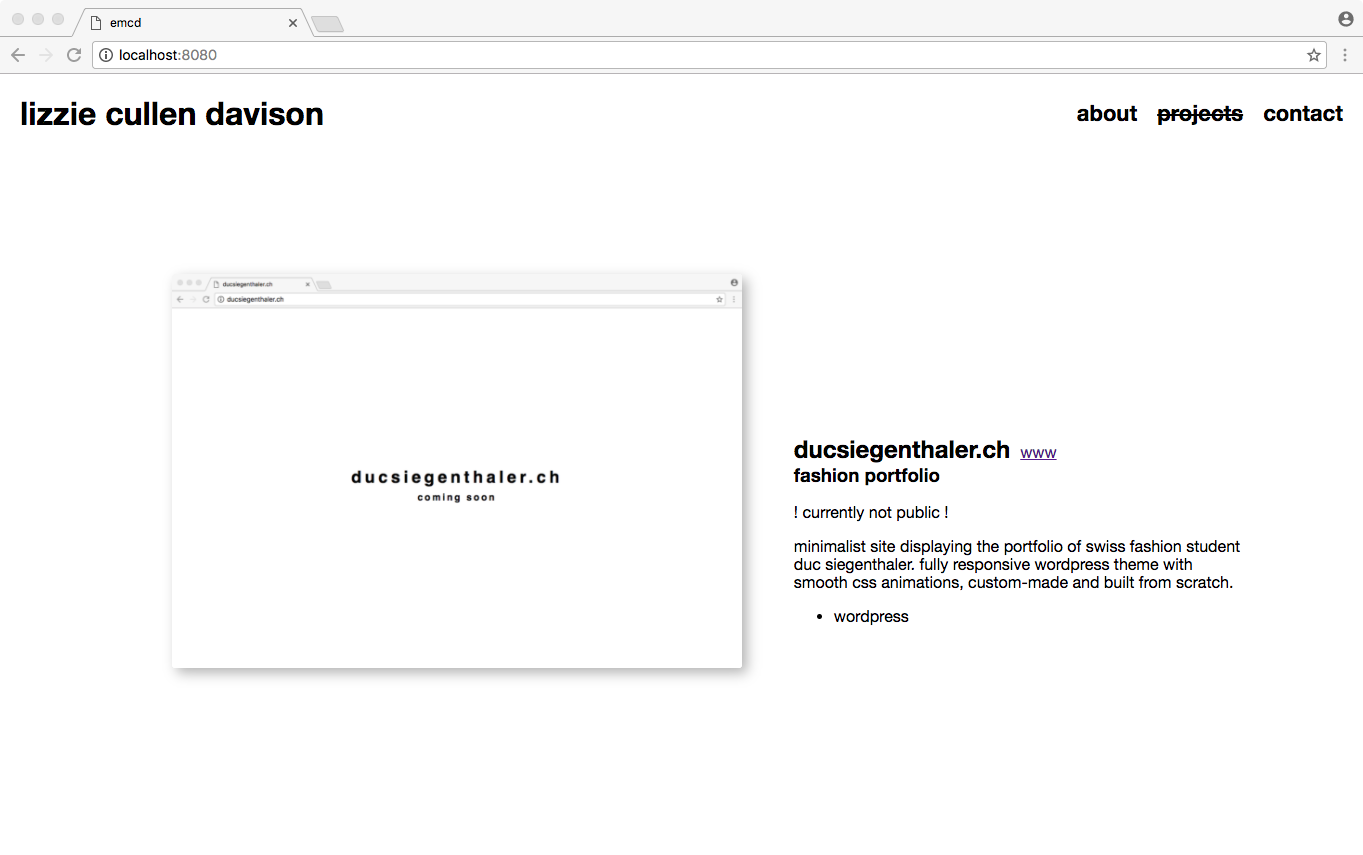 emcd
localhost:8080
lizzie cullen davison
about projects contact
ducsiegenthaler.ch
ducsiegenthaler.ch
ducsiegenthaler.ch
coming soon
ducsiegenthaler.ch www
fashion portfolio
! currently not public !
minimalist site displaying the portfolio of swiss fashion student
duc siegenthaler. fully responsive wordpress theme with
smooth css animations, custom-made and built from scratch.
• wordpress